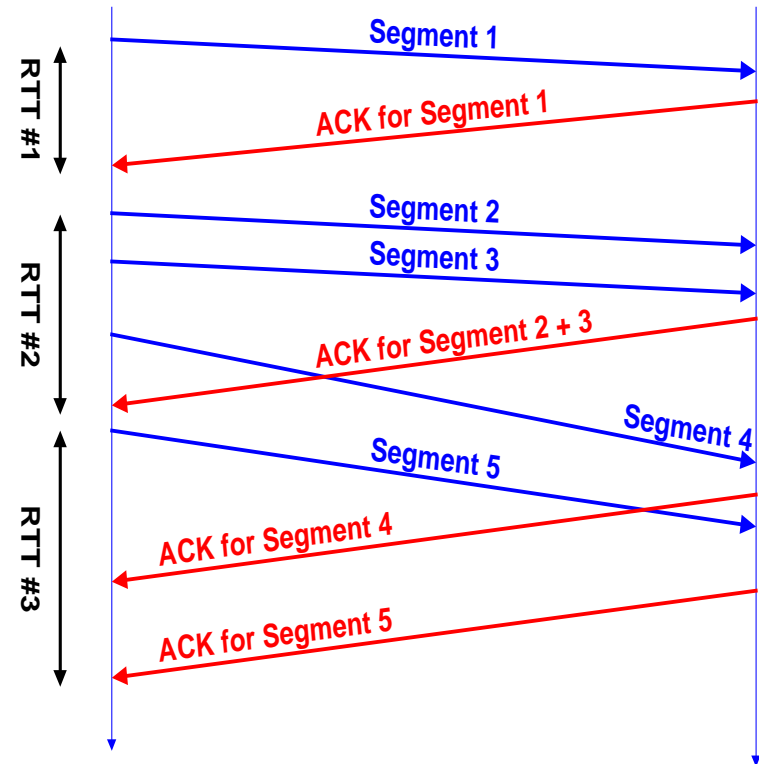 Segment 1
RTT #1
ACK for Segment 1
Segment 2
Segment 3
RTT #2
ACK for Segment 2 + 3
Segment 4
Segment 5
RTT #3
ACK for Segment 4
ACK for Segment 5